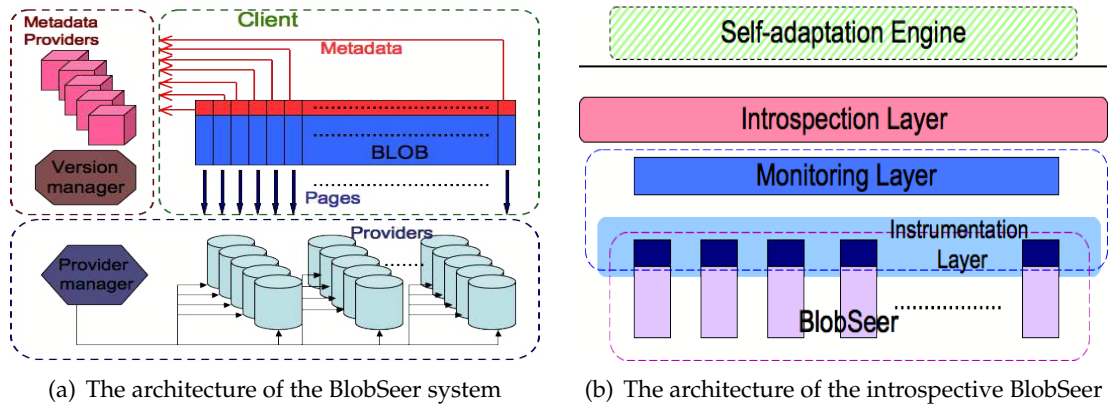 Metadata
Providers
Client
Metadata
BLOB
Version
manager
Pages
Providers
Provider
manager
(a) The architecture of the BlobSeer system
Self-adaptation Engine
Introspection Layer
Monitoring Layer
Instrumentation
Layer
BlobSeer
(b) The architecture of the introspective BlobSeer